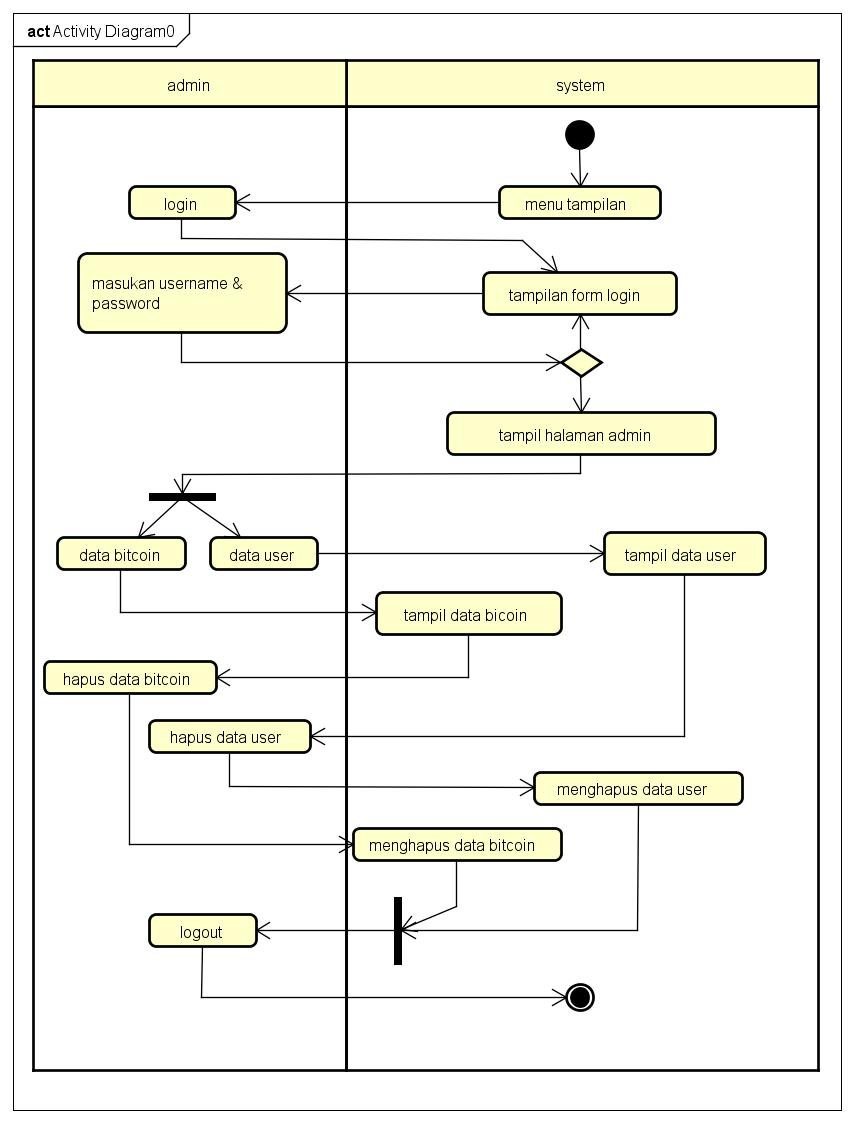 act Activity Diagram0
admin
system
login
menu tampilan
masukan username &
password
tampilan form login
tampil halaman admin
data bitcoin
data user
tampil data user
tampil data bicoin
hapus data bitcoin
hapus data user
menghapus data user
menghapus data bitcoin
logout